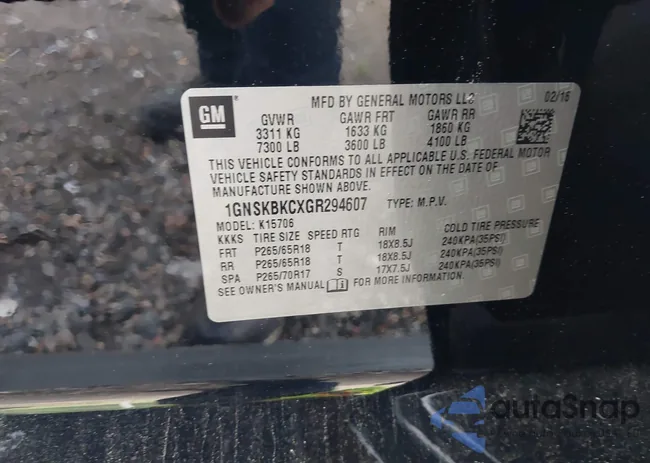 GM
MFD BY GENERAL MOTORS LLC
02/16
GVWR GAWR FRT GAWR RR
3311 KG 1633 KG 1860 KG
7300 LB 3600 LB 4100 LB
THIS VEHICLE CONFORMS TO ALL APPLICABLE U.S. FEDERAL MOTOR
VEHICLE SAFETY STANDARDS IN EFFECT ON THE DATE OF
MANUFACTURE SHOWN ABOVE.
1GNSKBKCXGR294607 TYPE: M.P.V.
MODEL: K15706
KKKS TIRE SIZE SPEED RTG RIM COLD TIRE PRESSURE
FRT P265/65R18 T 18X8.5J 240KPA(35PSI)
RR P265/65R18 T 18X8.5J 240KPA(35PSI)
SPA P265/70R17 S 17X7.5J 240KPA(35PSI)
SEE OWNER'S MANUAL FOR MORE INFORMATION.
autoSnap